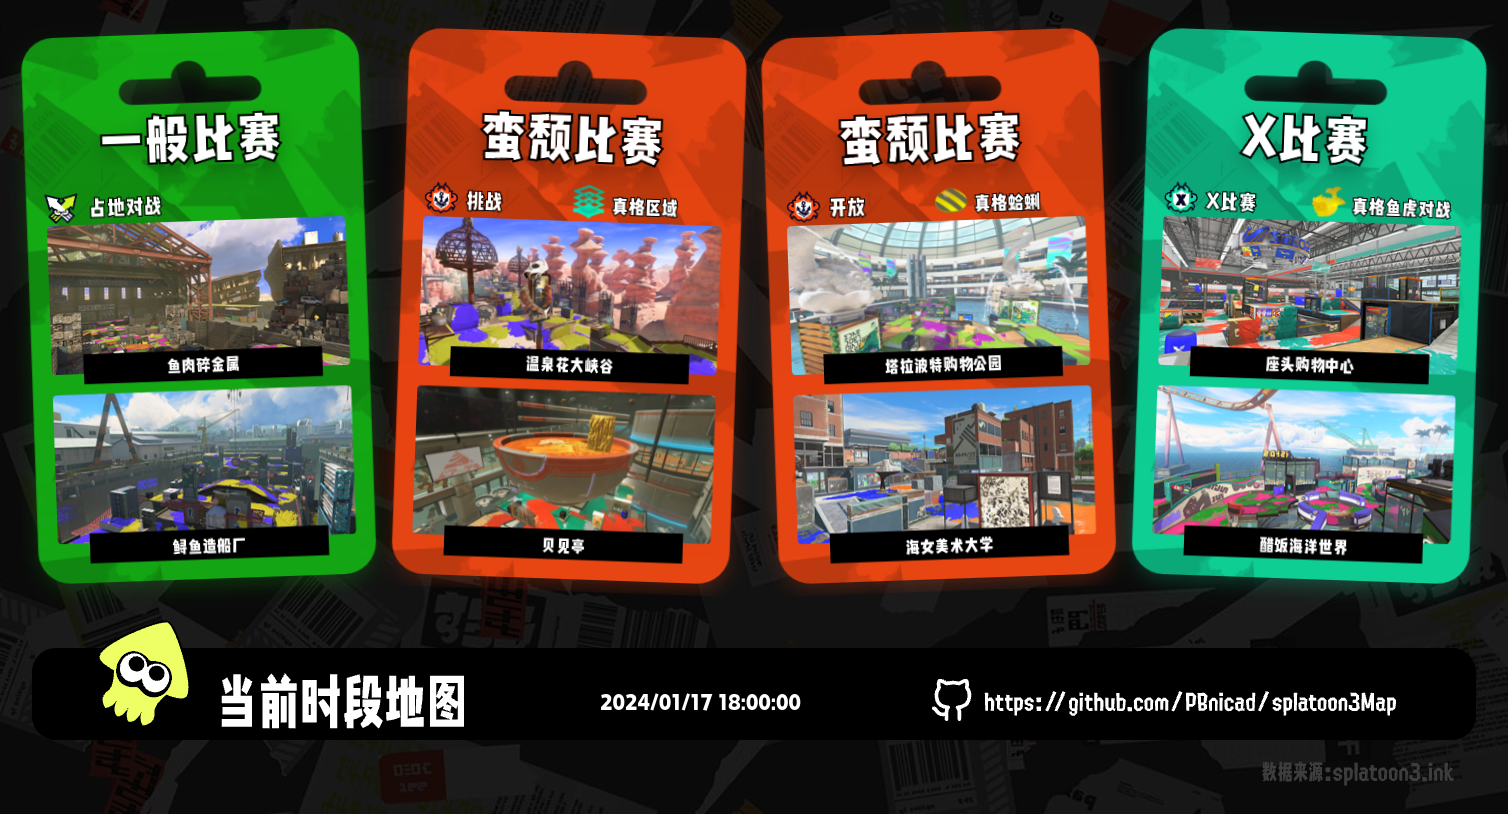 一般比赛
占地对战
鱼肉碎金属
鲟鱼造船厂
蛮颓比赛
挑战
真格区域
温泉花大峡谷
贝见亭
蛮颓比赛
开放
真格蛤蜊
塔拉波特购物公园
海女美术大学
X比赛
X比赛
真格鱼虎对战
座头购物中心
醋饭海洋世界
当前时段地图
2024/01/17 18:00:00
https://github.com/PBnicad/splatoon3Map
数据来源:splatoon3.ink